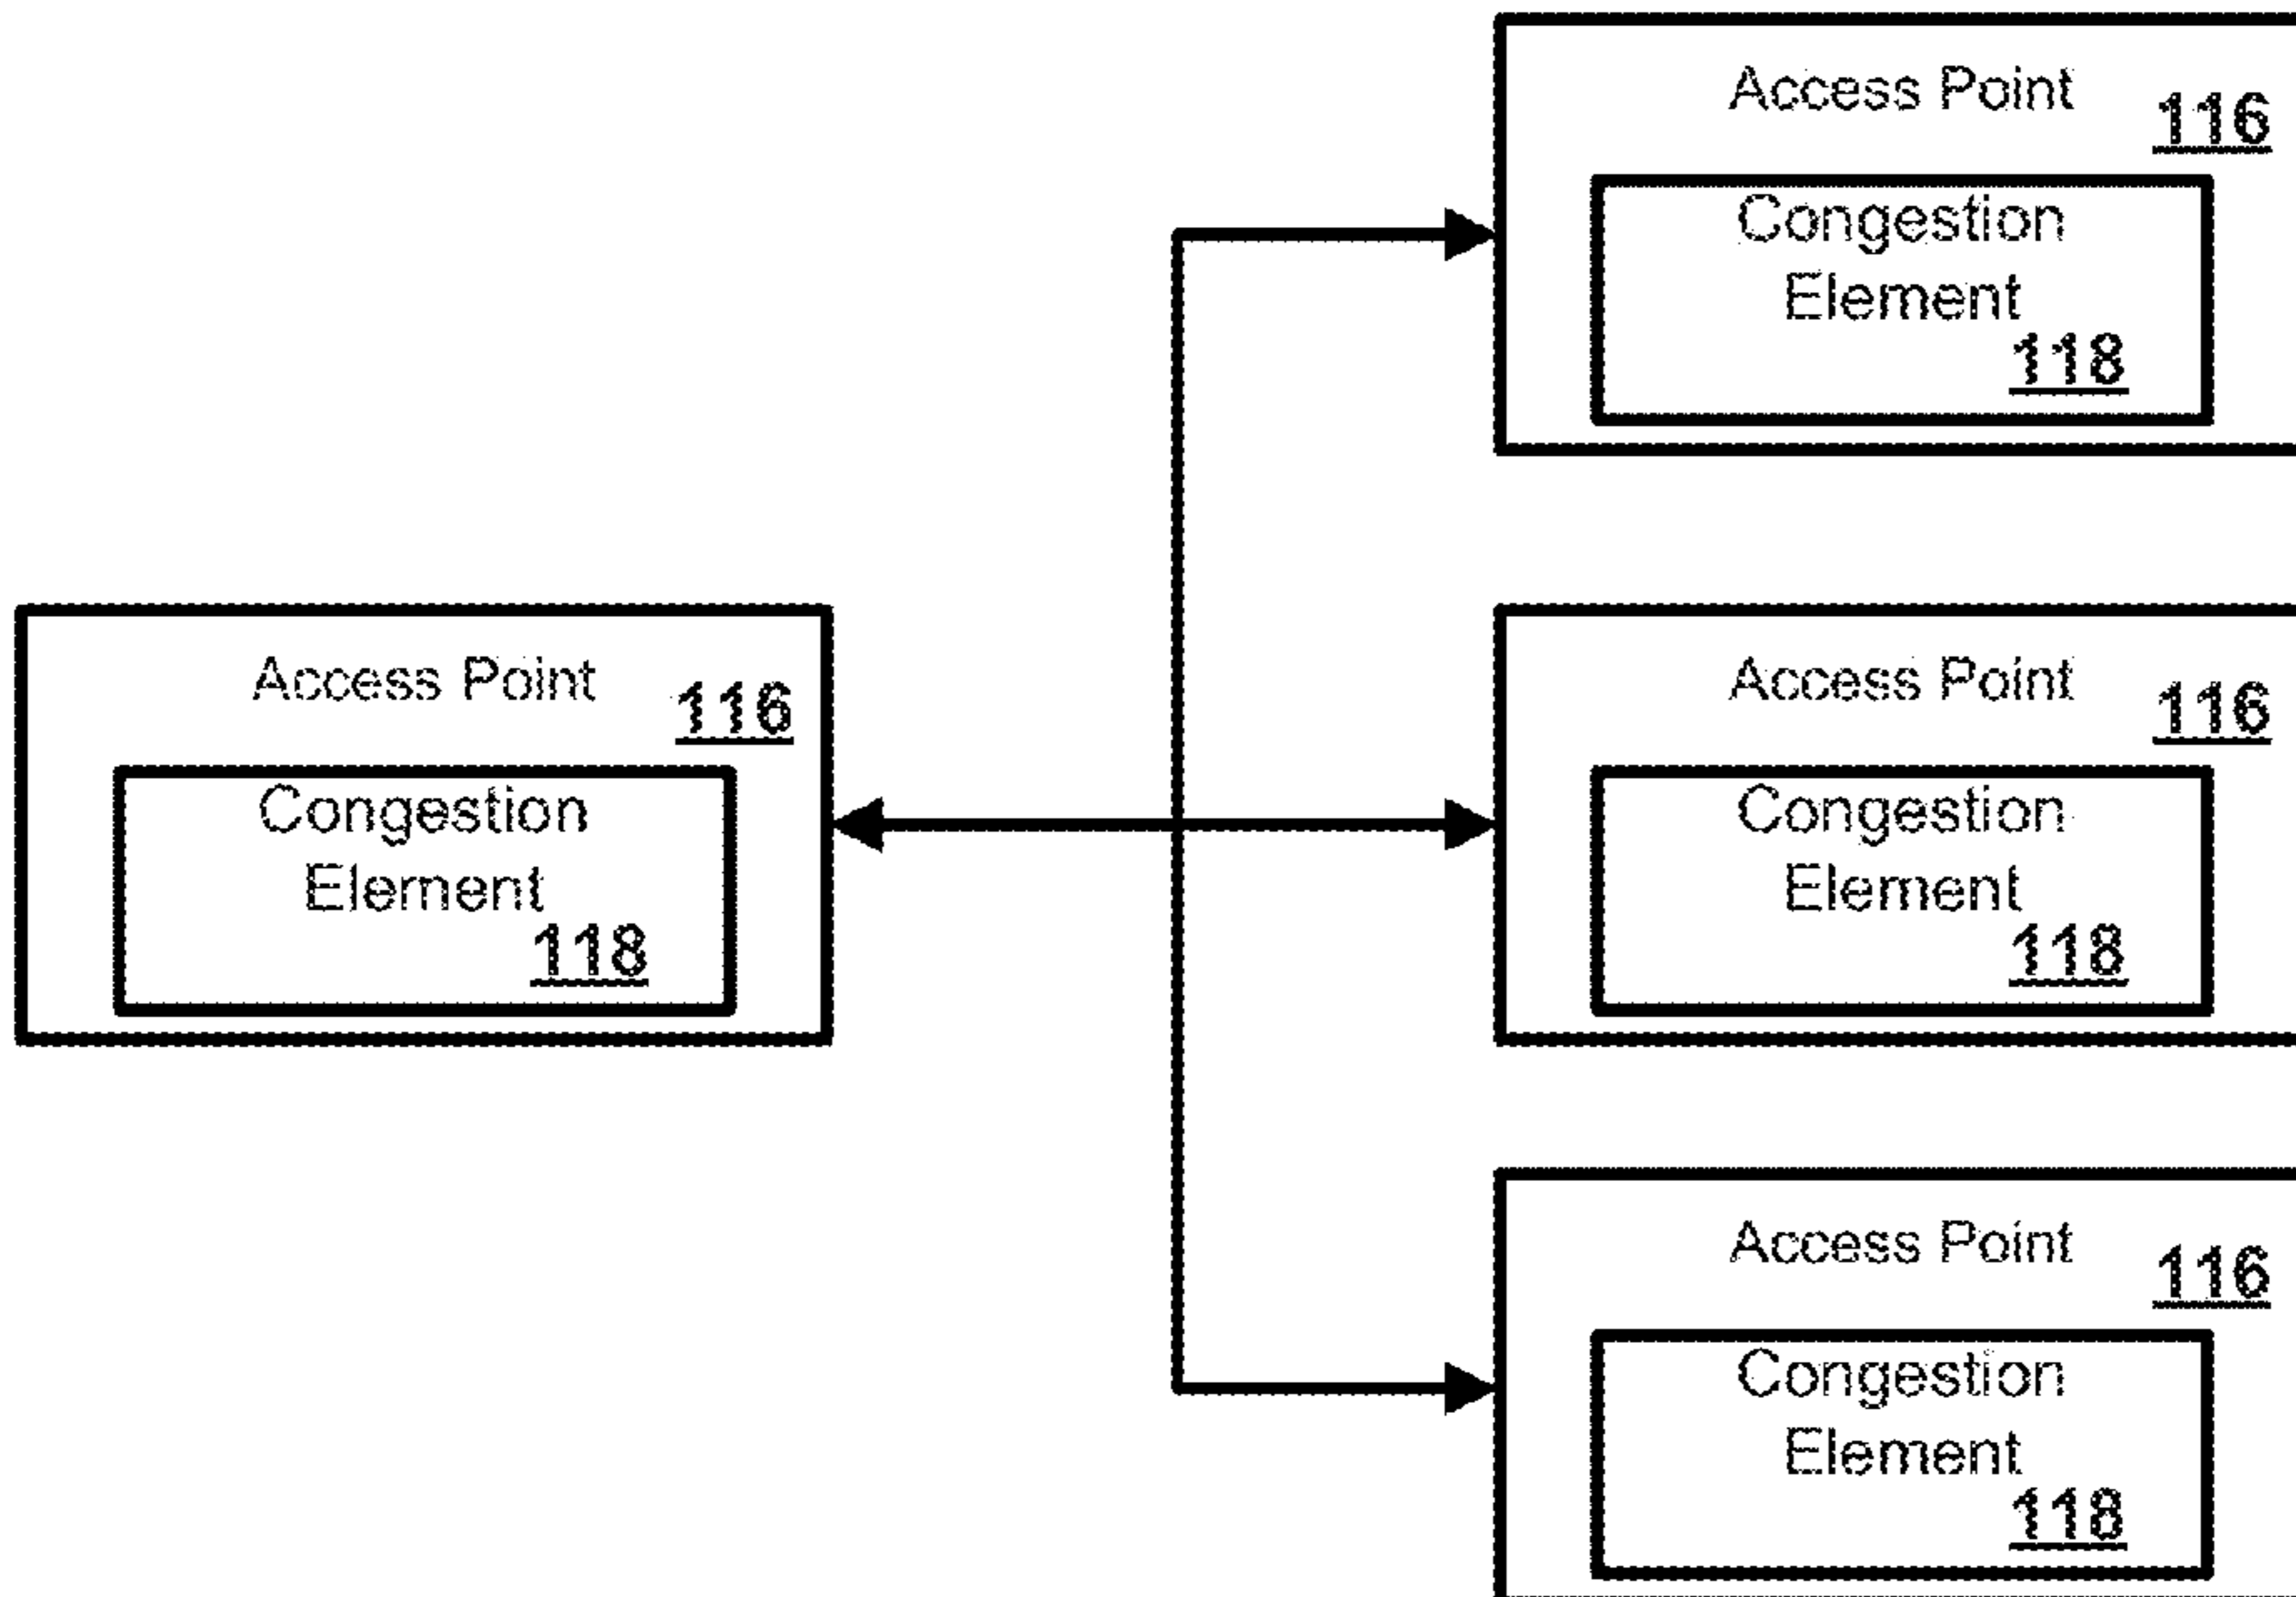 Access Point
116
Congestion
Element
118
Access Point
116
Congestion
Element
118
Access Point
116
Congestion
Element
118
Access Point
116
Congestion
Element
118